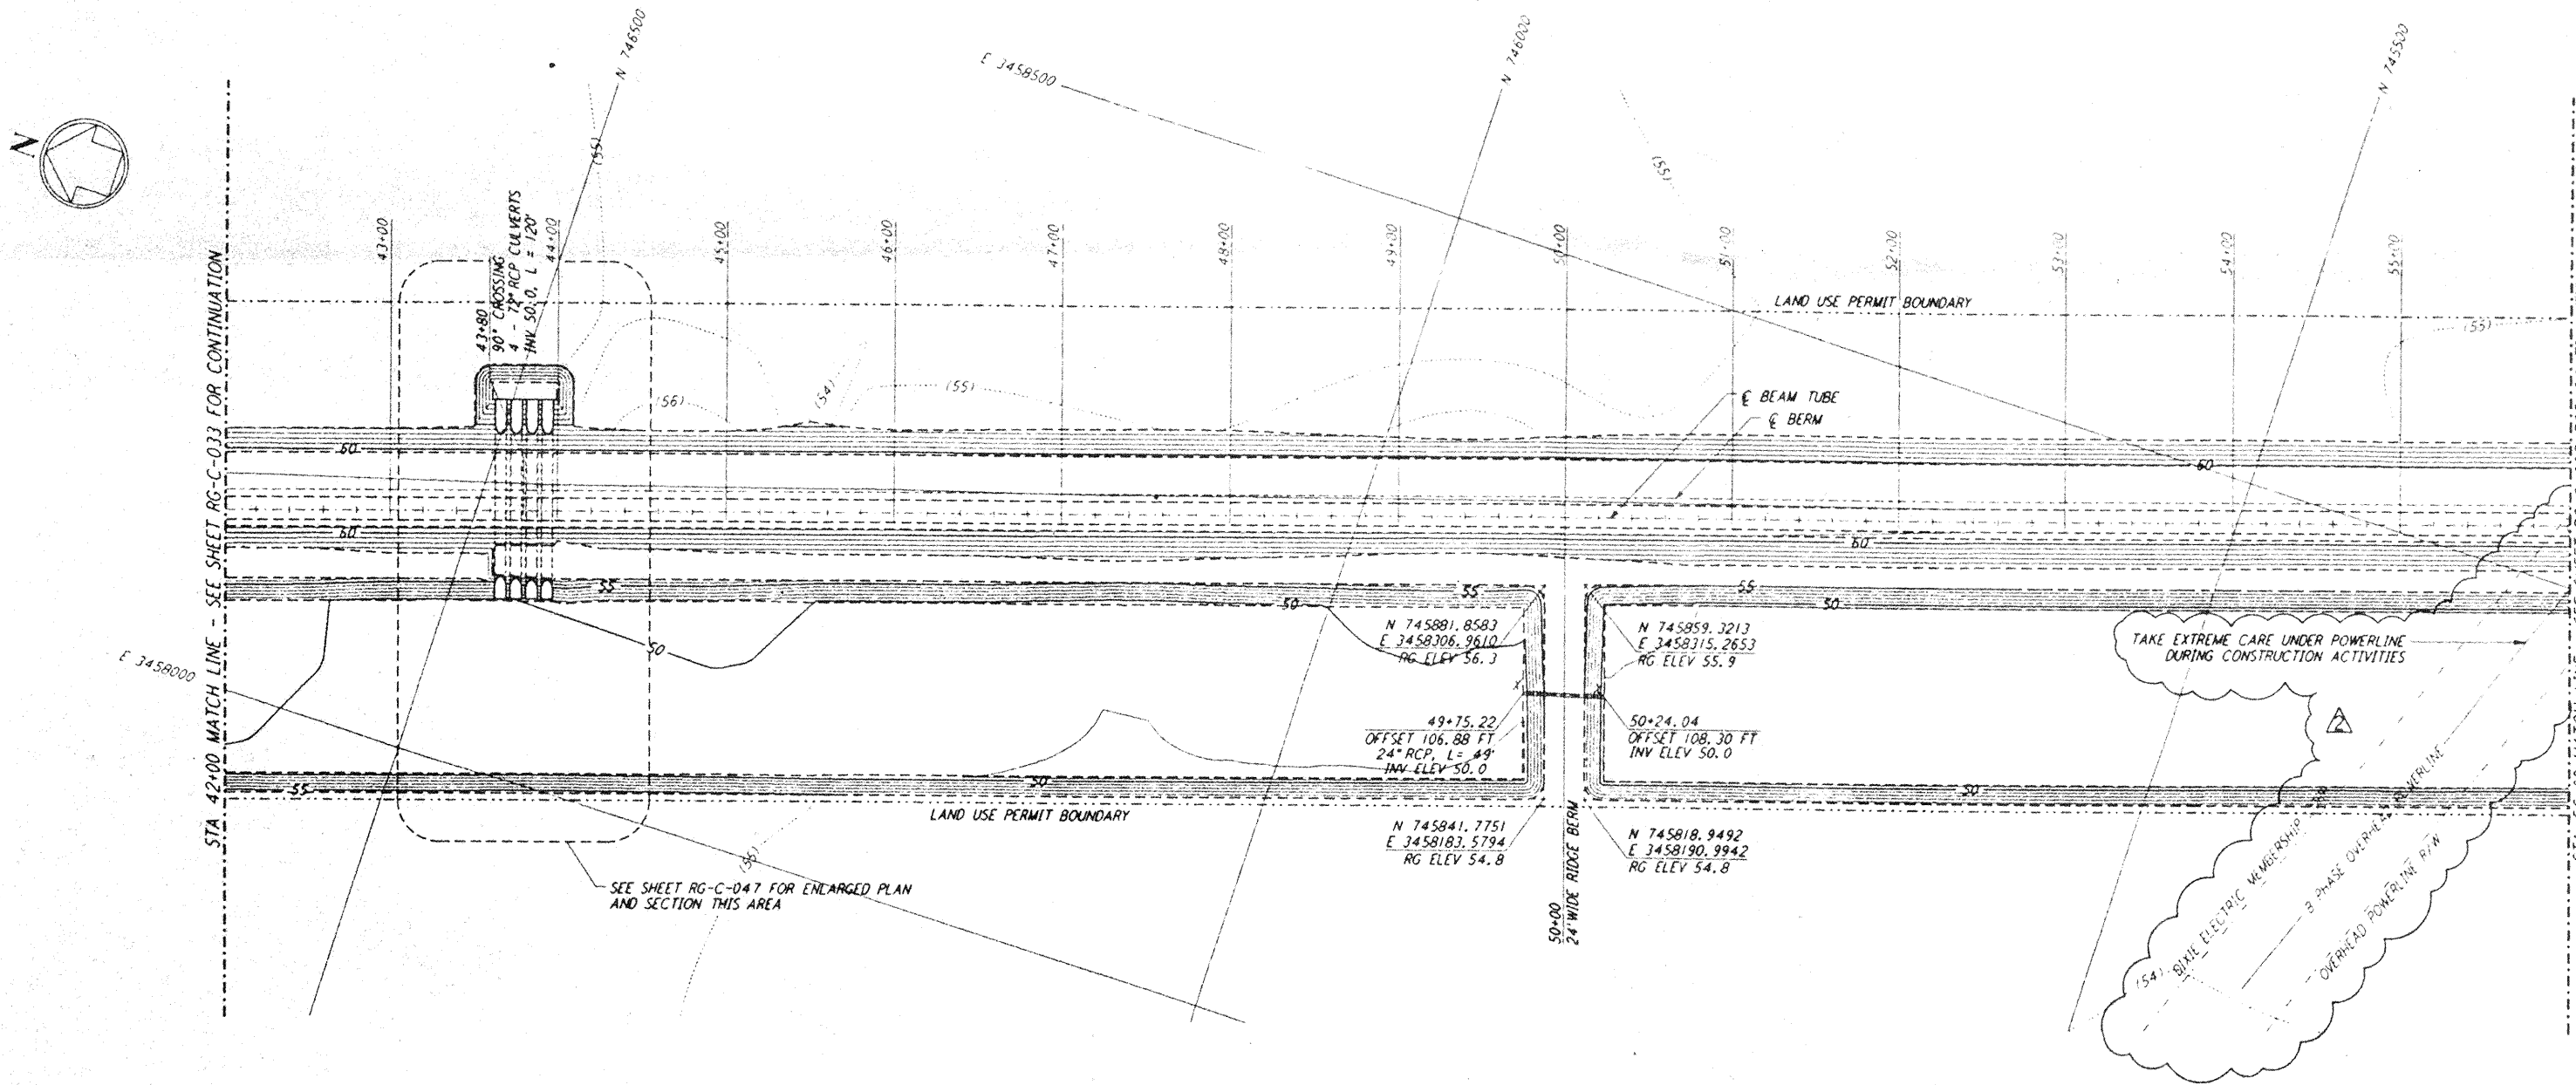 N
N 746500
E 3458500
N 746000
N 745500
STA 42+00 MATCH LINE - SEE SHEET RG-C-033 FOR CONTINUATION
43+00
43+80
90° CROSSING
4 - 72" RCP CULVERTS
INV 50.0, L = 120'
44+00
45+00
46+00
47+00
48+00
49+00
50+00
51+00
52+00
53+00
54+00
55+00
(55)
(55)
LAND USE PERMIT BOUNDARY
(55)
(56)
(54)
(55)
℄ BEAM TUBE
℄ BERM
60
60
60
60
55
50
55
50
55
50
E 3458000
N 745881.8583
E 3458306.9610
RG ELEV 56.3
N 745859.3213
E 3458315.2653
RG ELEV 55.9
TAKE EXTREME CARE UNDER POWERLINE
DURING CONSTRUCTION ACTIVITIES
49+75.22
OFFSET 106.88 FT
24" RCP, L= 49'
INV ELEV 50.0
50+24.04
OFFSET 108.30 FT
INV ELEV 50.0
2
55
50
50
LAND USE PERMIT BOUNDARY
N 745841.7751
E 3458183.5794
RG ELEV 54.8
N 745818.9492
E 3458190.9942
RG ELEV 54.8
50+00
24' WIDE RIDGE BERM
SEE SHEET RG-C-047 FOR ENLARGED PLAN
AND SECTION THIS AREA
(54)
DIXIE ELECTRIC MEMBERSHIP
3 PHASE OVERHEAD POWERLINE
OVERHEAD POWERLINE R/W